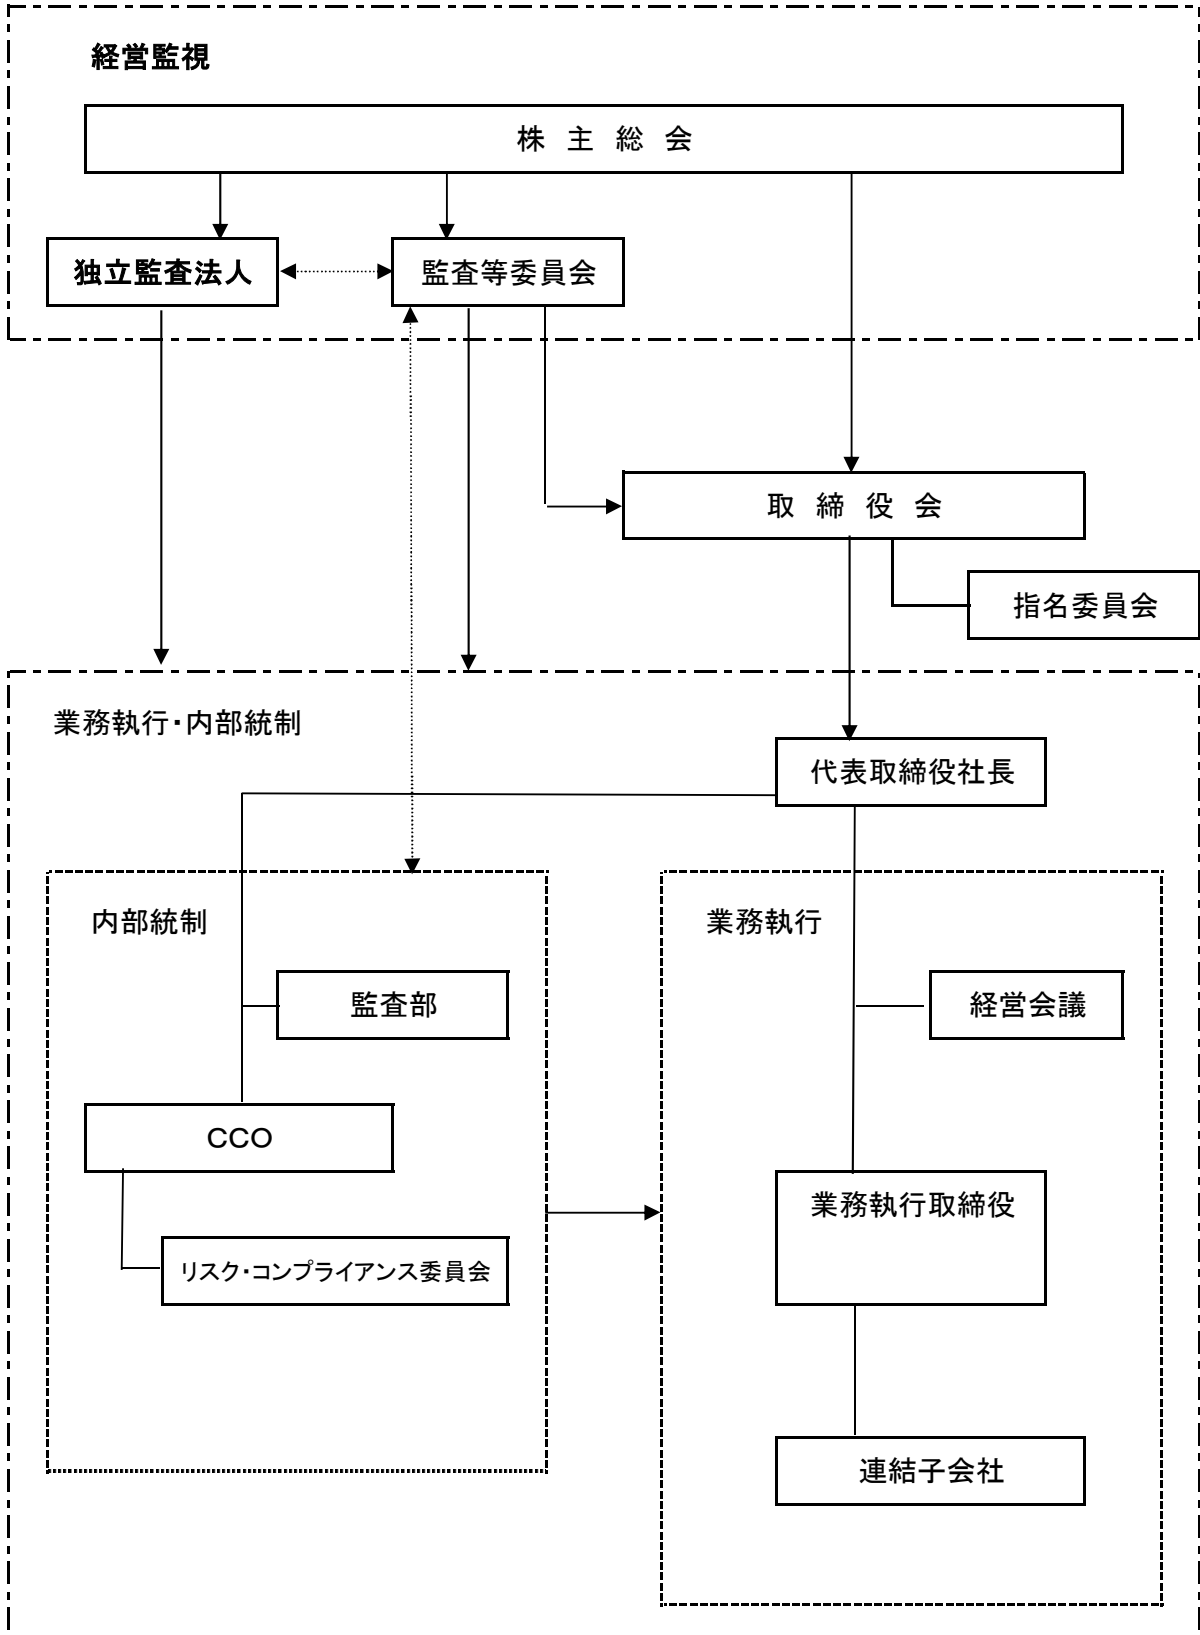 経営監視
株 主 総 会
独立監査法人
監査等委員会
取 締 役 会
指名委員会
業務執行・内部統制
代表取締役社長
内部統制
業務執行
監査部
経営会議
CCO
業務執行取締役
リスク・コンプライアンス委員会
連結子会社